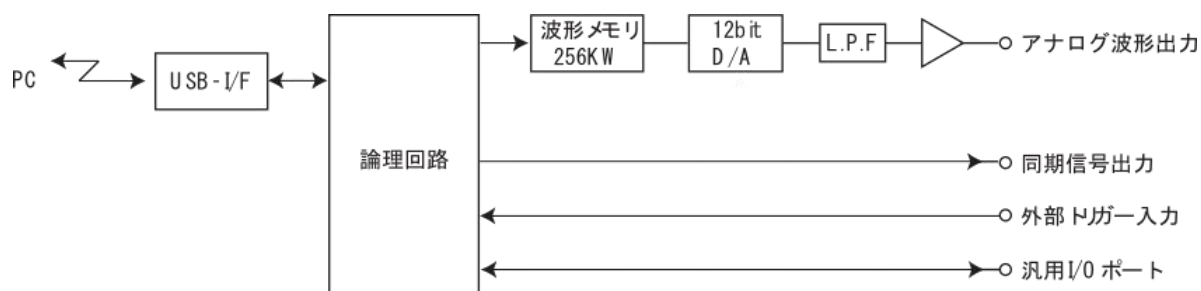 PC
USB-I/F
論理回路
波形メモリ
256KW
12bit
D/A
L.P.F
アナログ波形出力
同期信号出力
外部トリガー入力
汎用I/Oポート